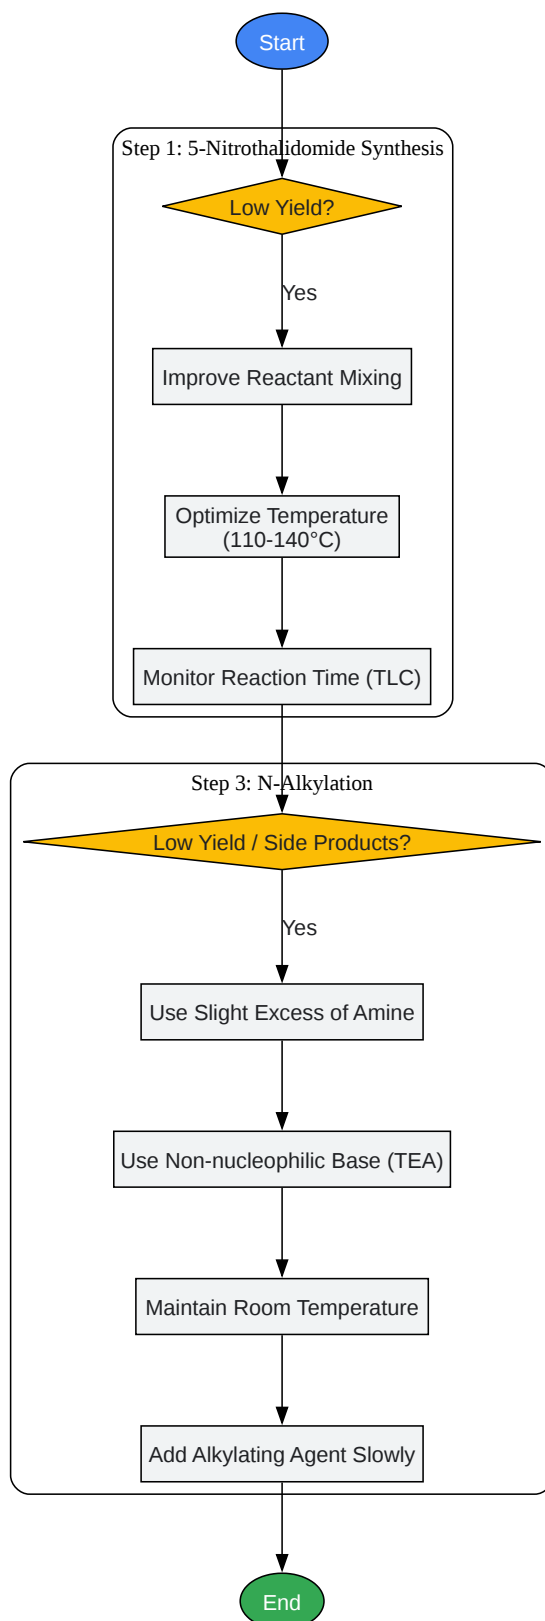 Start
Step 1: 5-Nitrothalidomide Synthesis
Low Yield?
Yes
Improve Reactant Mixing
Optimize Temperature
(110-140°C)
Monitor Reaction Time (TLC)
Step 3: N-Alkylation
Low Yield / Side Products?
Yes
Use Slight Excess of Amine
Use Non-nucleophilic Base (TEA)
Maintain Room Temperature
Add Alkylating Agent Slowly
End